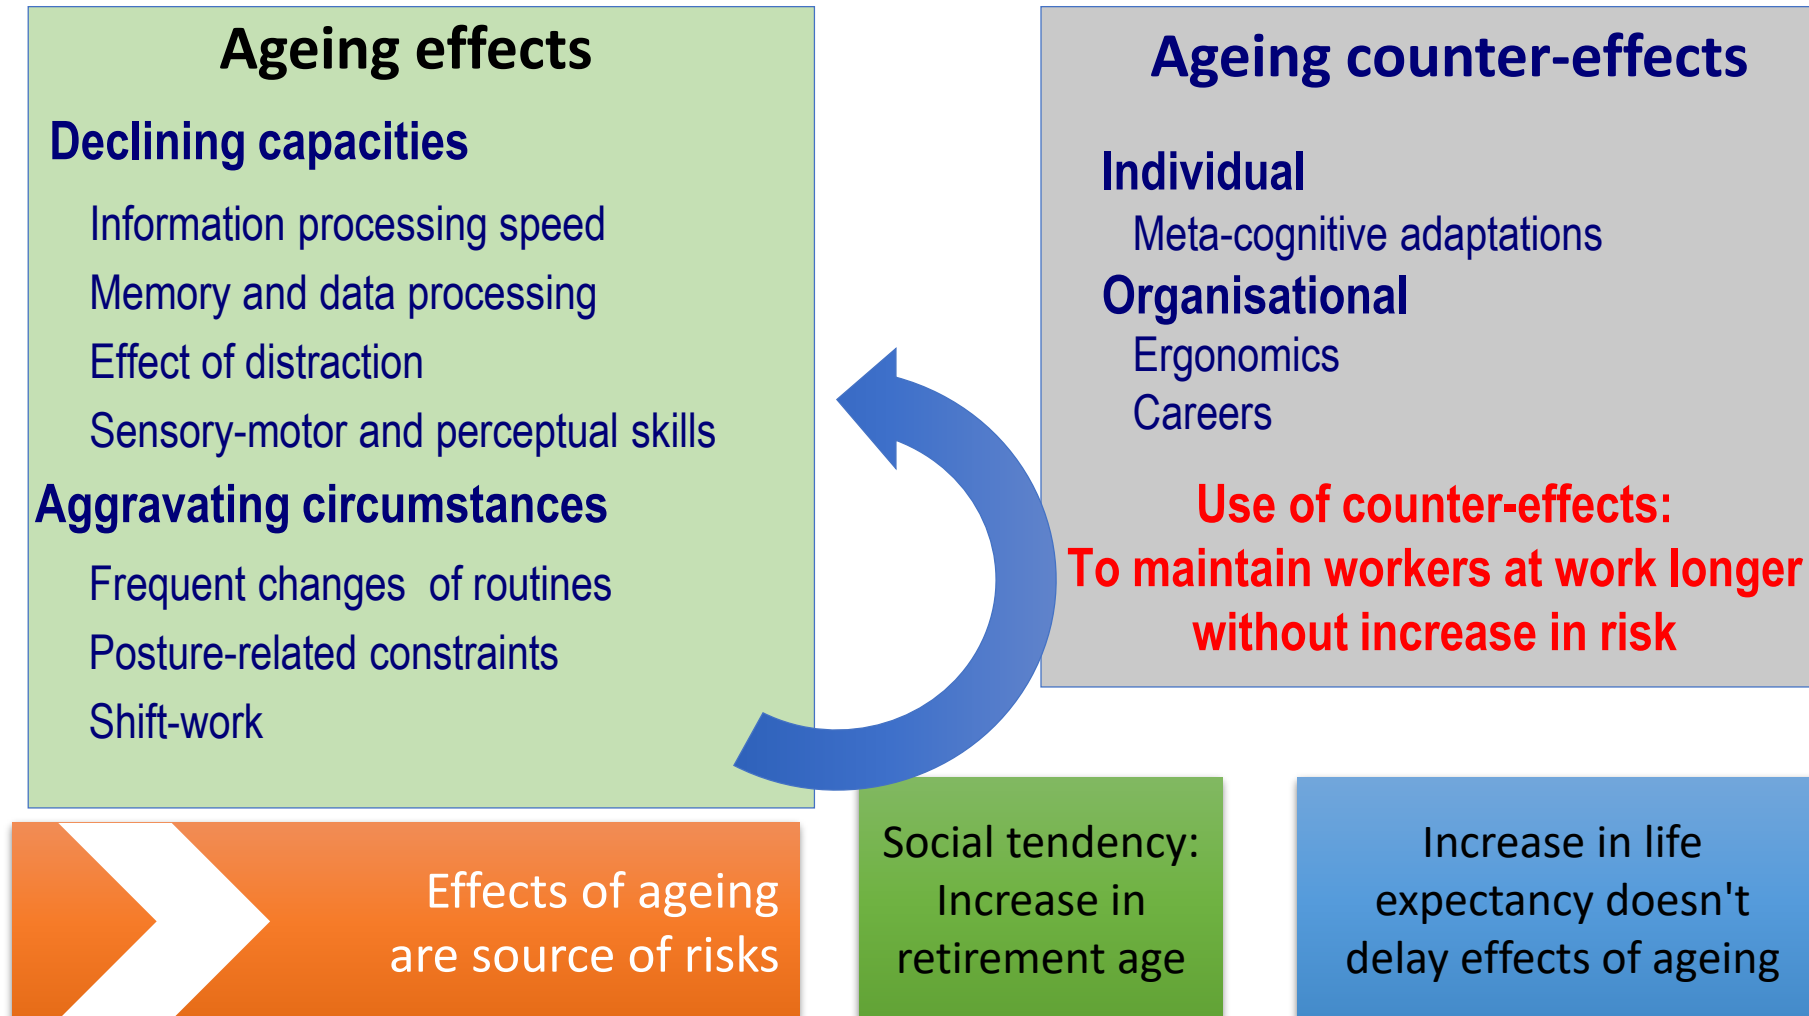 Ageing effects
Declining capacities
Information processing speed
Memory and data processing
Effect of distraction
Sensory-motor and perceptual skills
Aggravating circumstances
Frequent changes  of routines
Posture-related constraints
Shift-work
Ageing counter-effects
Individual
Meta-cognitive adaptations
Organisational
Ergonomics
Careers
Use of counter-effects:
To maintain workers at work longer
without increase in risk
Effects of ageing
are source of risks
Social tendency:
Increase in
retirement age
Increase in life
expectancy doesn't
delay effects of ageing